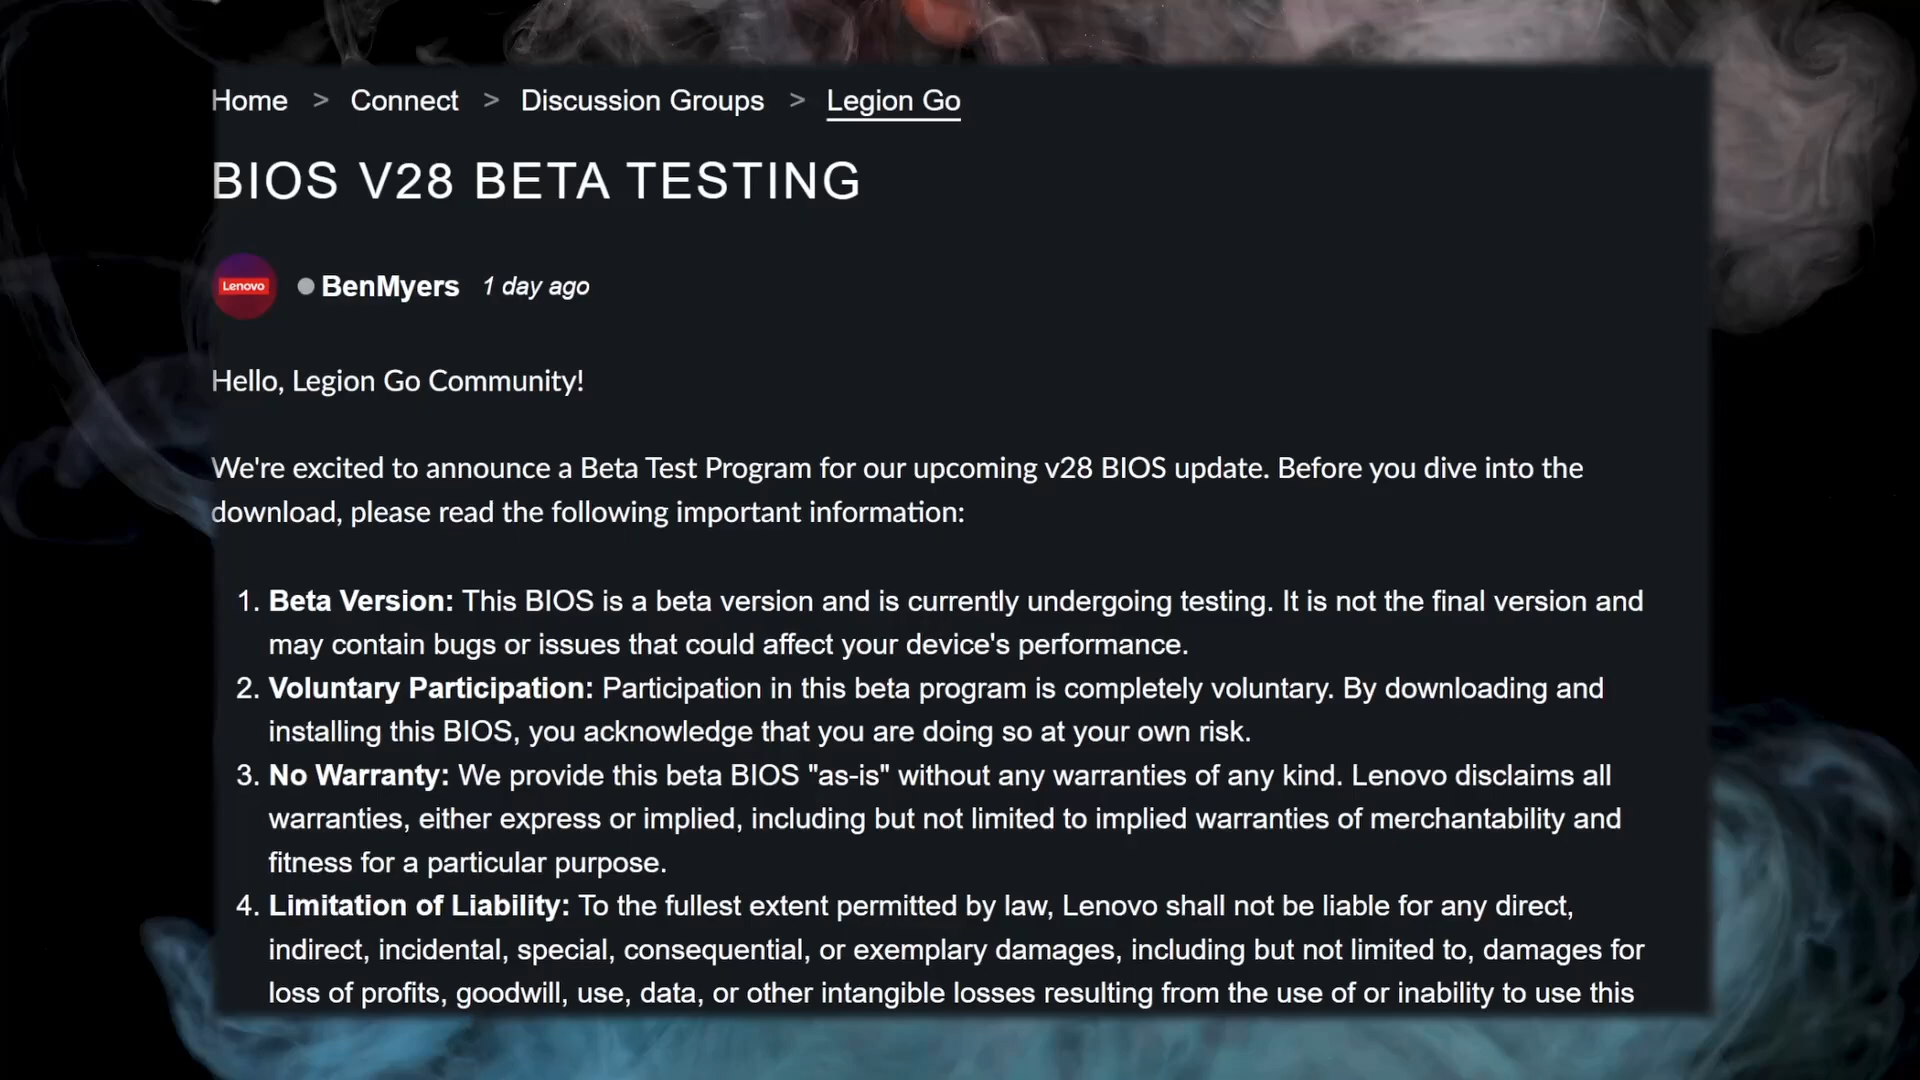 Home > Connect > Discussion Groups > Legion Go
BIOS V28 BETA TESTING
Lenovo BenMyers 1 day ago
Hello, Legion Go Community!
We're excited to announce a Beta Test Program for our upcoming v28 BIOS update. Before you dive into the
download, please read the following important information:
1. Beta Version: This BIOS is a beta version and is currently undergoing testing. It is not the final version and
may contain bugs or issues that could affect your device's performance.
2. Voluntary Participation: Participation in this beta program is completely voluntary. By downloading and
installing this BIOS, you acknowledge that you are doing so at your own risk.
3. No Warranty: We provide this beta BIOS "as-is" without any warranties of any kind. Lenovo disclaims all
warranties, either express or implied, including but not limited to implied warranties of merchantability and
fitness for a particular purpose.
4. Limitation of Liability: To the fullest extent permitted by law, Lenovo shall not be liable for any direct,
indirect, incidental, special, consequential, or exemplary damages, including but not limited to, damages for
loss of profits, goodwill, use, data, or other intangible losses resulting from the use of or inability to use this